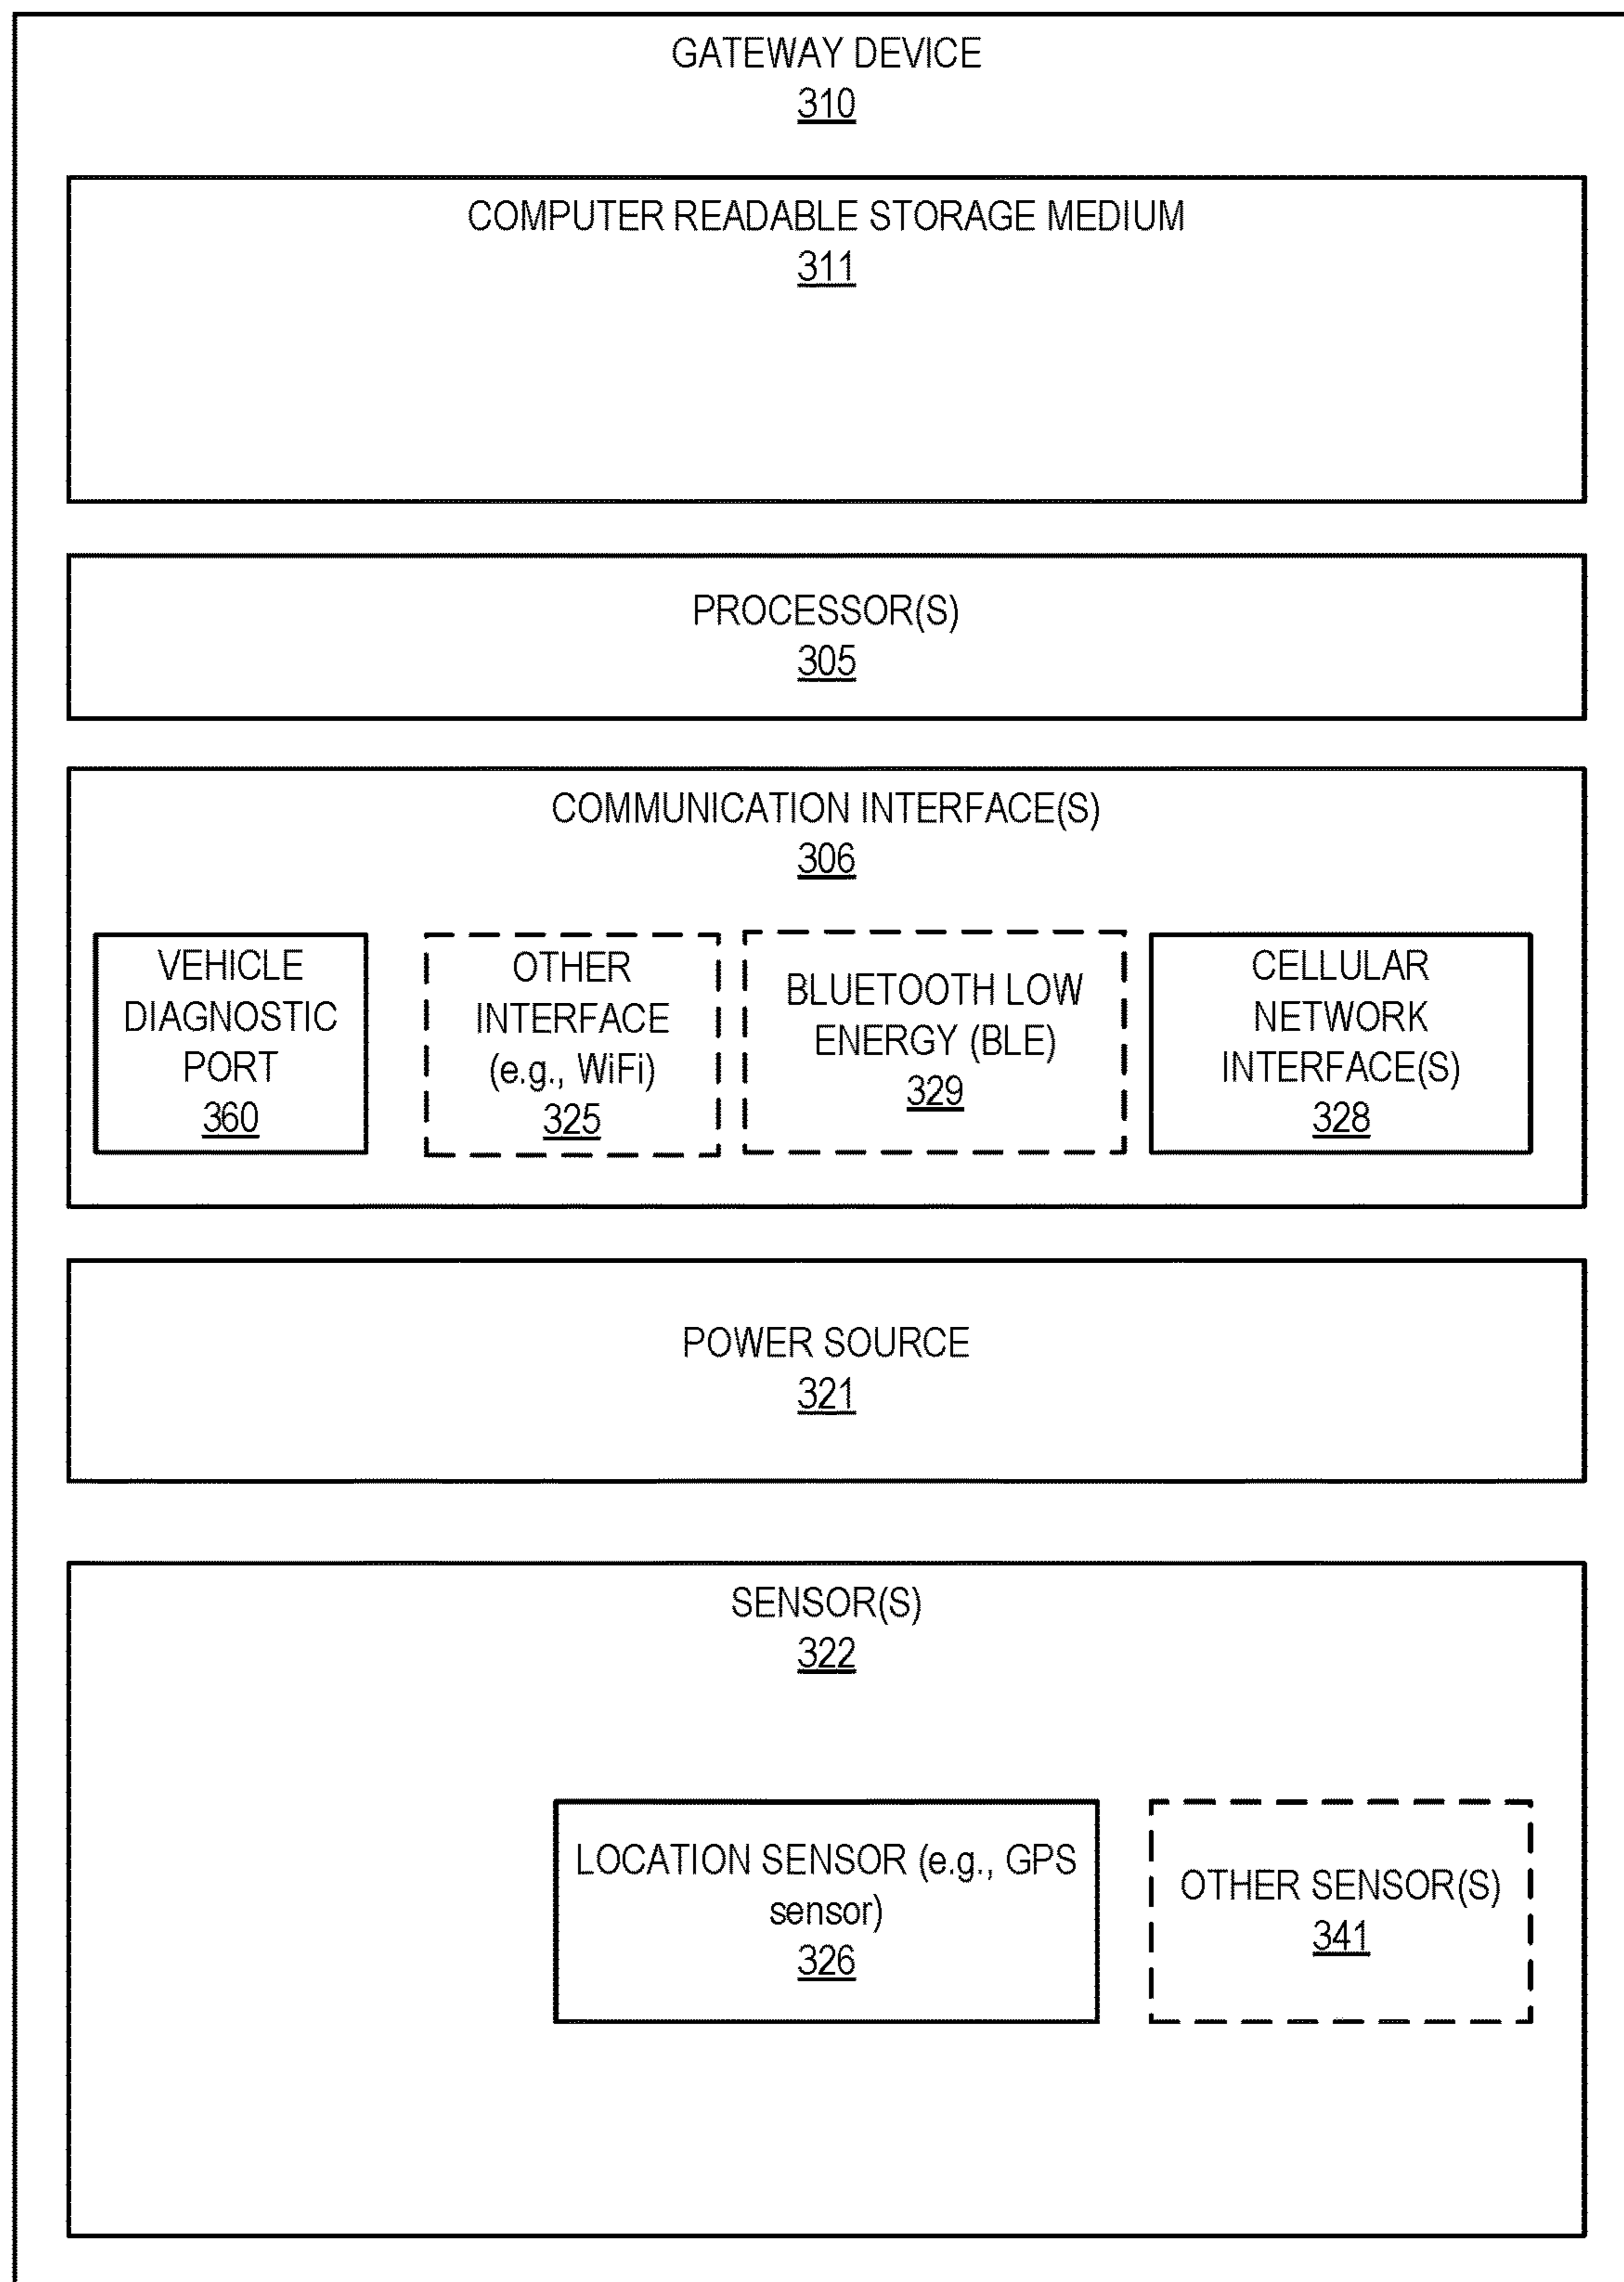 GATEWAY DEVICE
310
COMPUTER READABLE STORAGE MEDIUM
311
PROCESSOR(S)
305
COMMUNICATION INTERFACE(S)
306
VEHICLE
DIAGNOSTIC
PORT
360
OTHER
INTERFACE
(e.g., WiFi)
325
BLUETOOTH LOW
ENERGY (BLE)
329
CELLULAR
NETWORK
INTERFACE(S)
328
POWER SOURCE
321
SENSOR(S)
322
LOCATION SENSOR (e.g., GPS
sensor)
326
OTHER SENSOR(S)
341